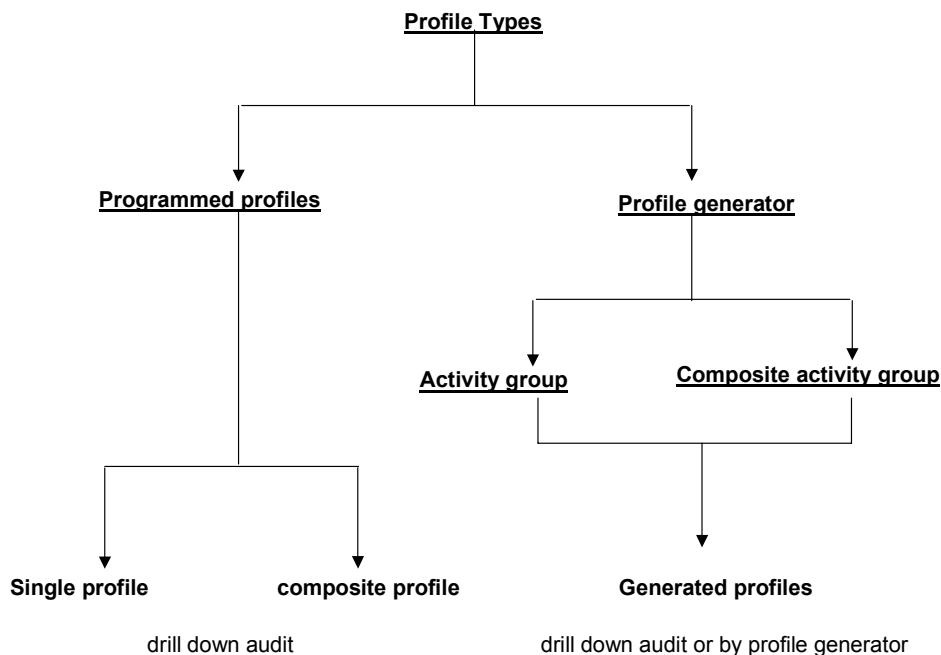 Profile Types
Programmed profiles
Profile generator
Activity group
Composite activity group
Single profile
composite profile
Generated profiles
drill down audit
drill down audit or by profile generator